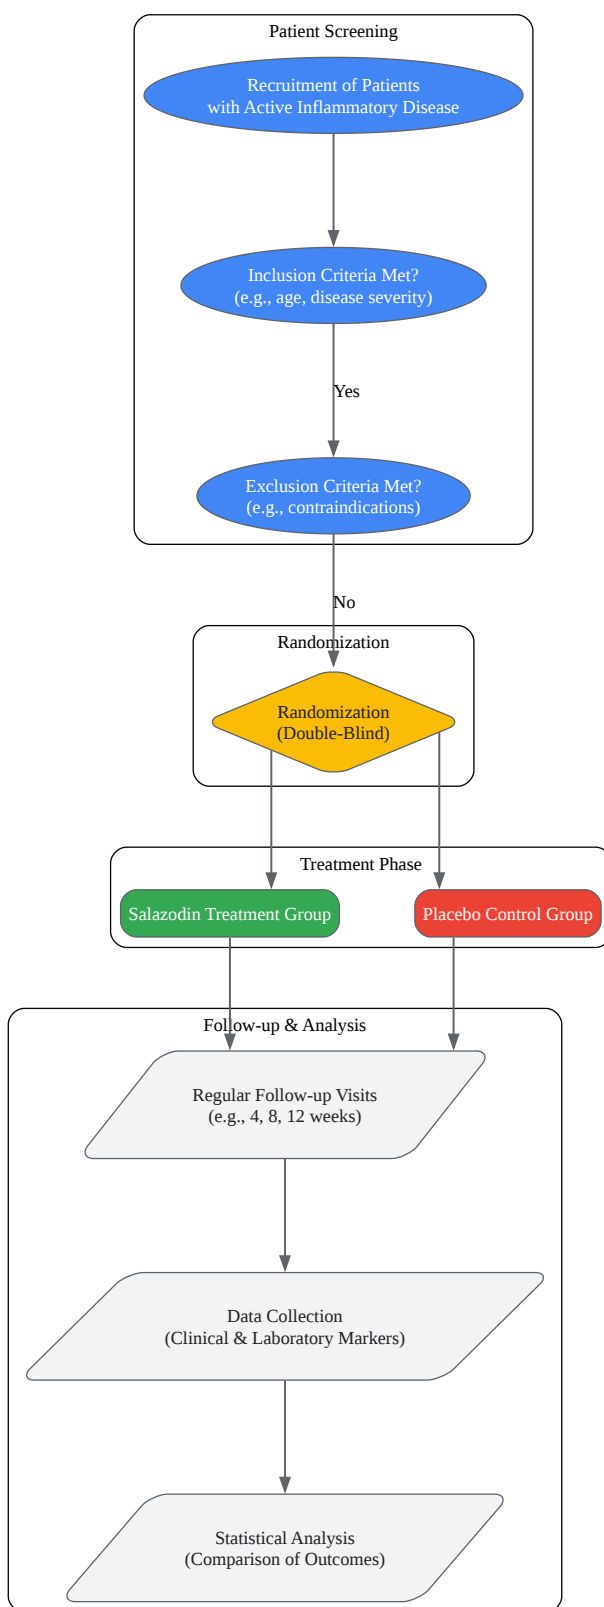 Patient Screening
Recruitment of Patients
with Active Inflammatory Disease
Inclusion Criteria Met?
(e.g., age, disease severity)
Yes
Exclusion Criteria Met?
(e.g., contraindications)
No
Randomization
Randomization
(Double-Blind)
Treatment Phase
Salazodin Treatment Group
Placebo Control Group
Follow-up & Analysis
Regular Follow-up Visits
(e.g., 4, 8, 12 weeks)
Data Collection
(Clinical & Laboratory Markers)
Statistical Analysis
(Comparison of Outcomes)